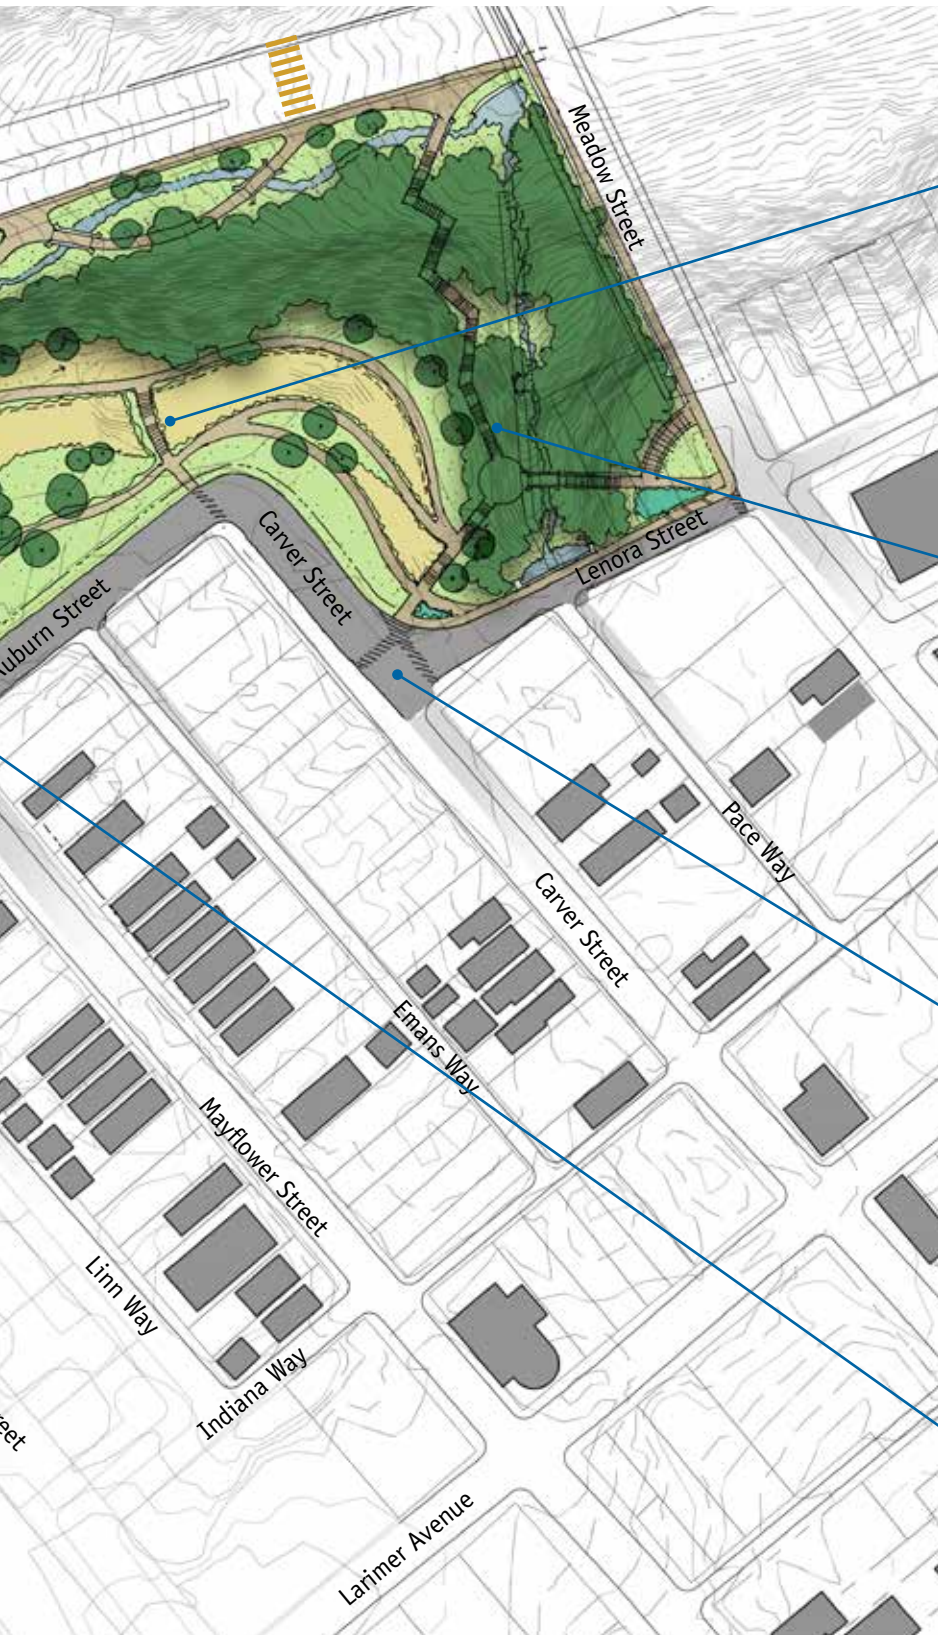 Meadow Street
Carver Street
Lenora Street
Auburn Street
Pace Way
Carver Street
Emans Way
Mayflower Street
Linn Way
Indiana Way
Larimer Avenue